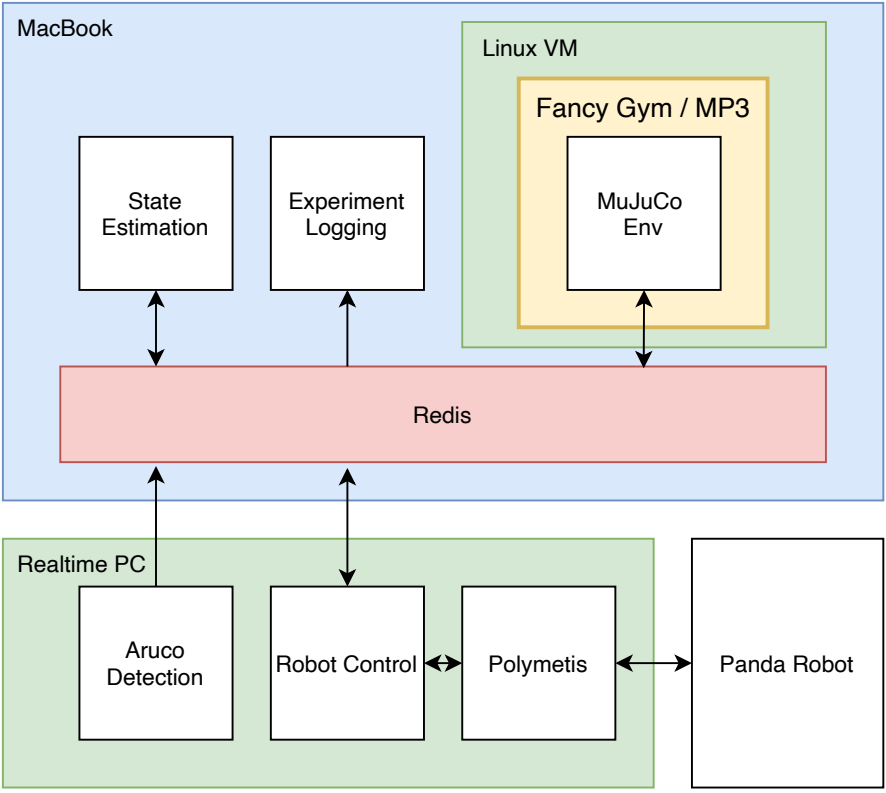 MacBook
Linux VM
Fancy Gym / MP3
State
Estimation
Experiment
Logging
MuJuCo
Env
Redis
Realtime PC
Aruco
Detection
Robot Control
Polymetis
Panda Robot